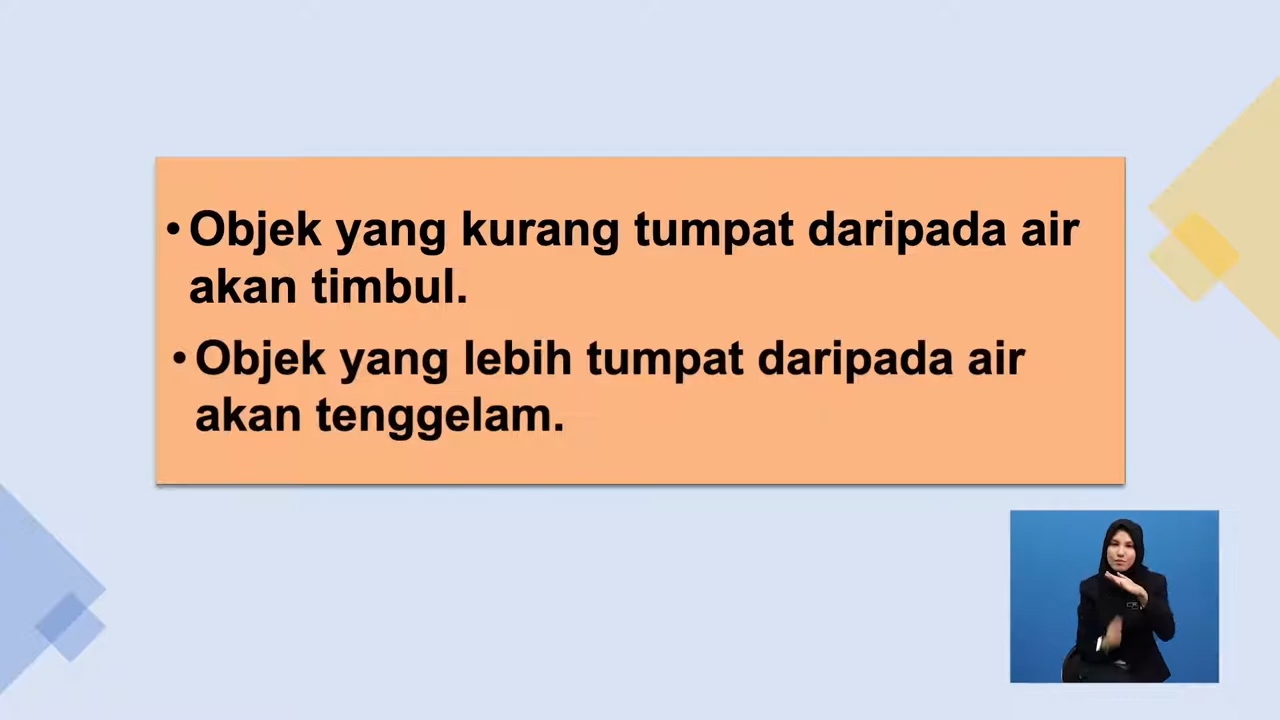 • Objek yang kurang tumpat daripada air
akan timbul.
• Objek yang lebih tumpat daripada air
akan tenggelam.